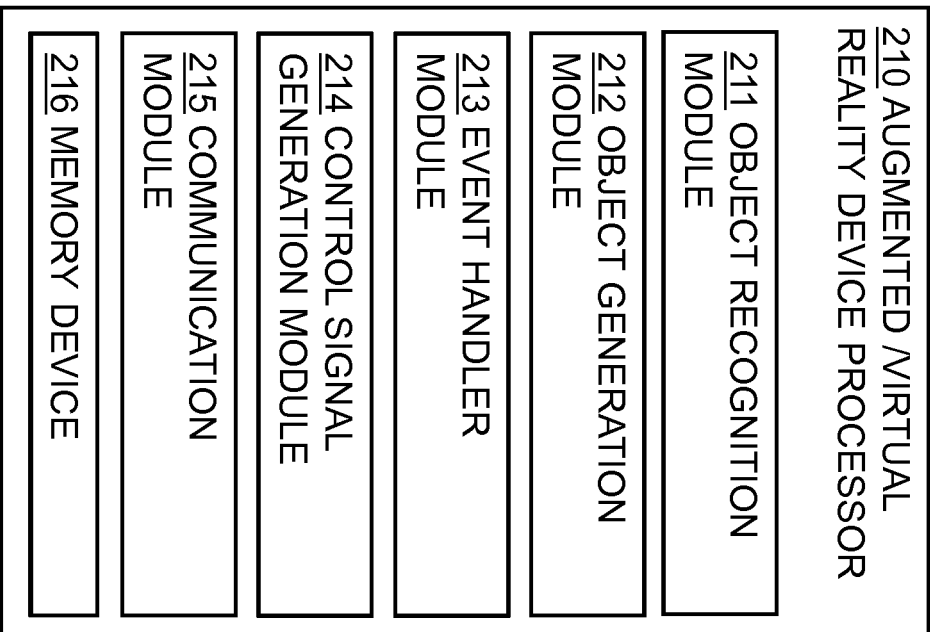 210 AUGMENTED /VIRTUAL
REALITY DEVICE PROCESSOR
211 OBJECT RECOGNITION
MODULE
212 OBJECT GENERATION
MODULE
213 EVENT HANDLER
MODULE
214 CONTROL SIGNAL
GENERATION MODULE
215 COMMUNICATION
MODULE
216 MEMORY DEVICE